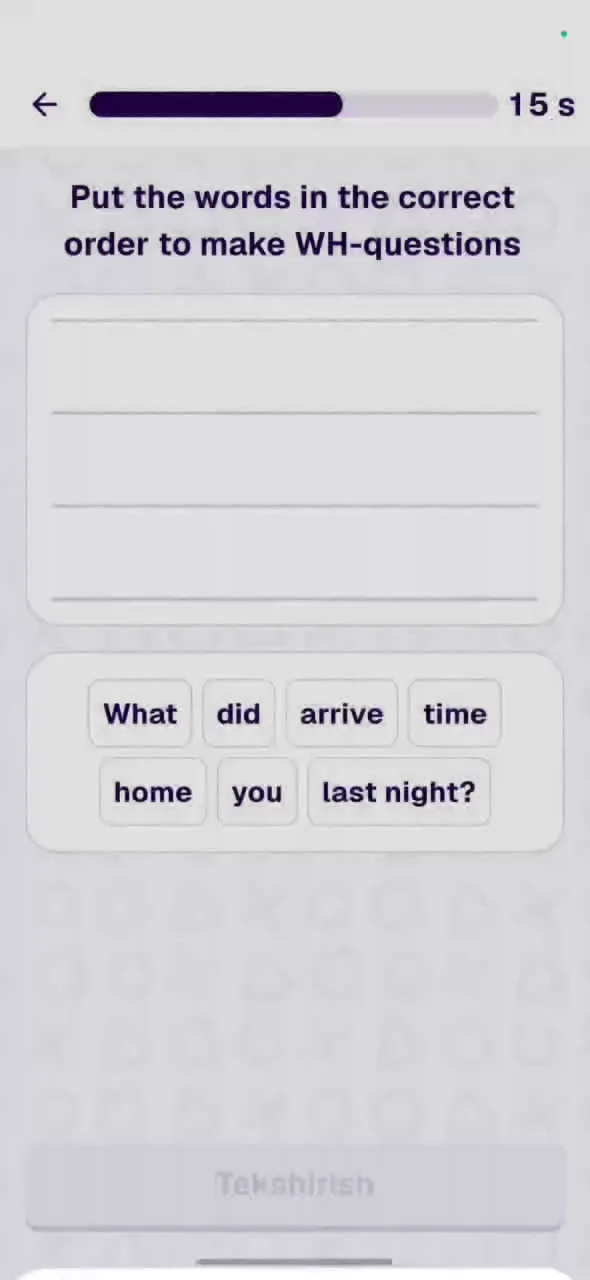 15 s
Put the words in the correct
order to make WH-questions
What did arrive time
home you last night?
Tekshirish